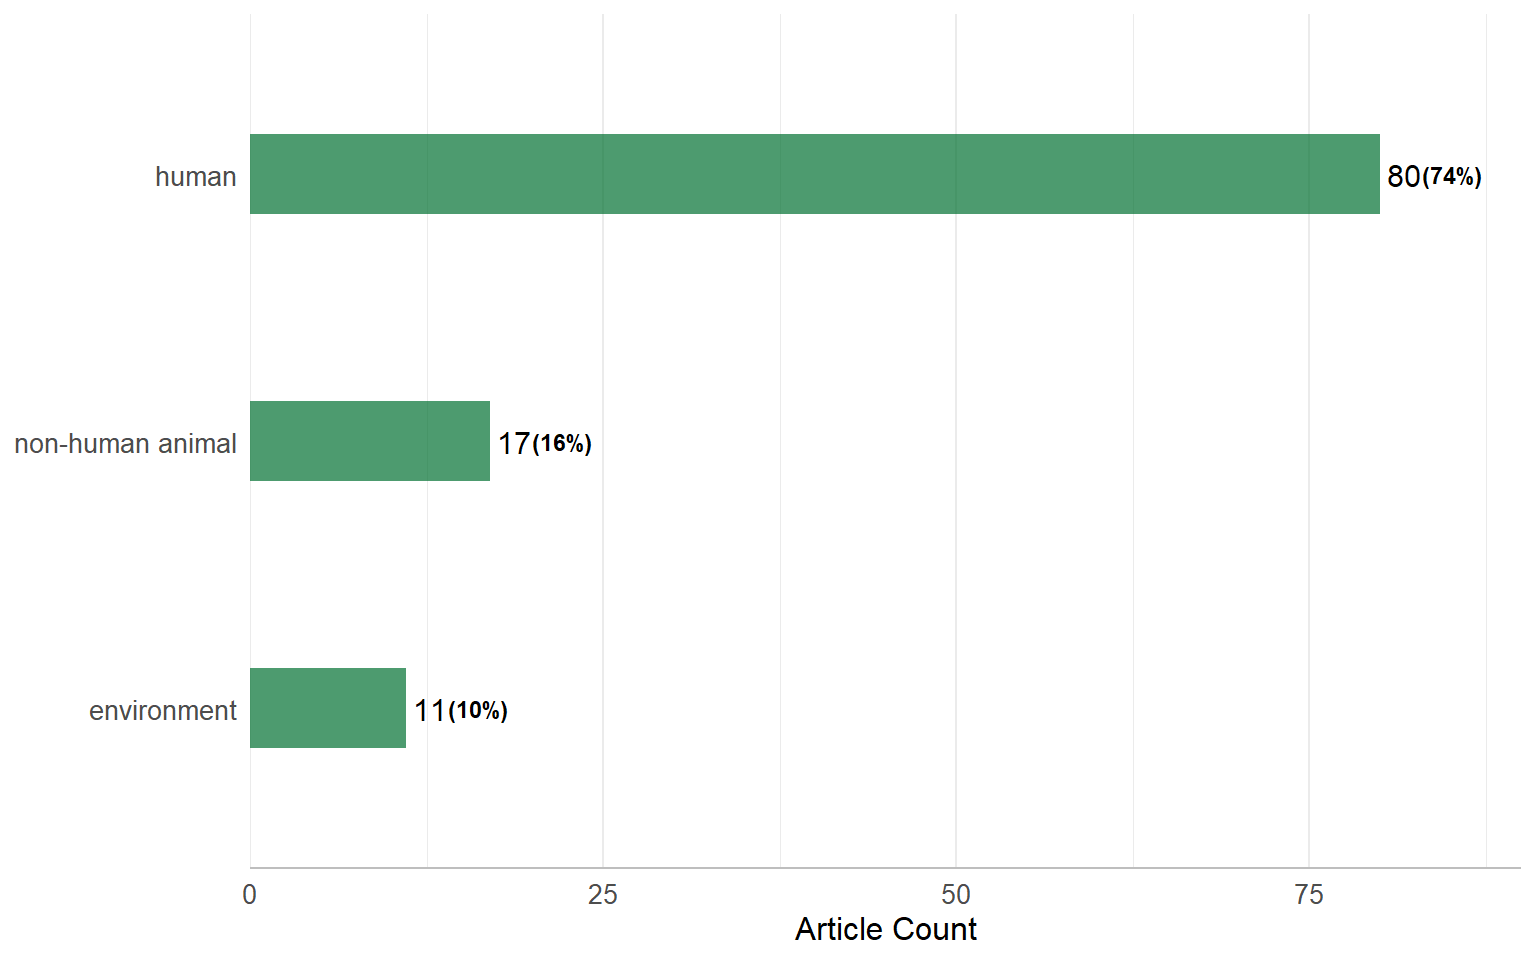 human 80(74%)
non-human animal 17(16%)
environment 11(10%)
0 25 50 75
Article Count